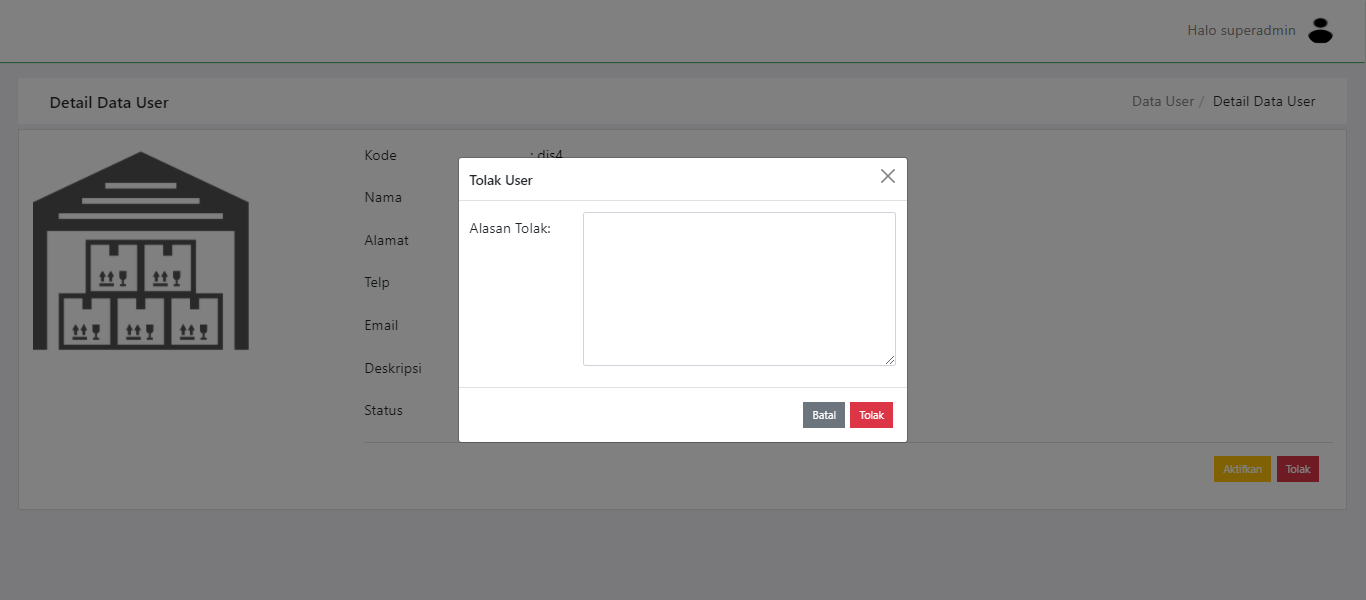 Halo superadmin
Detail Data User
Data User / Detail Data User
Kode : dis4
Nama
Alamat
Telp
Email
Deskripsi
Status
Tolak User
Alasan Tolak:
Batal Tolak
Aktifkan Tolak